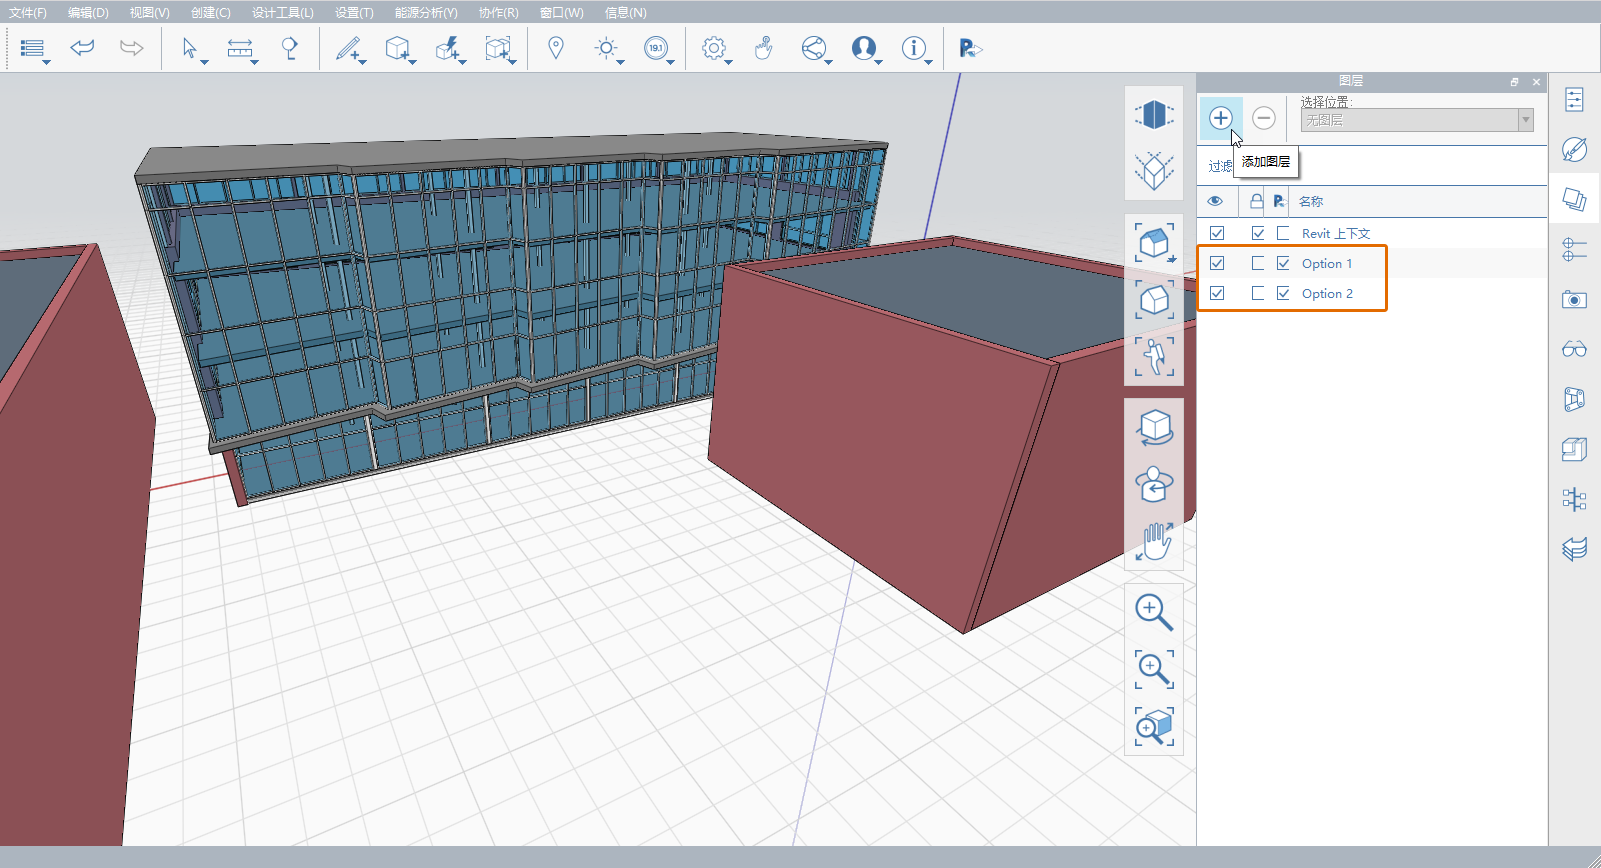 文件(F) 编辑(D) 视图(V) 创建(C) 设计工具(L) 设置(T) 能源分析(Y) 协作(R) 窗口(W) 信息(N)
19.1
图层
选择位置:
无图层
添加图层
过滤
名称
Revit 上下文
Option 1
Option 2